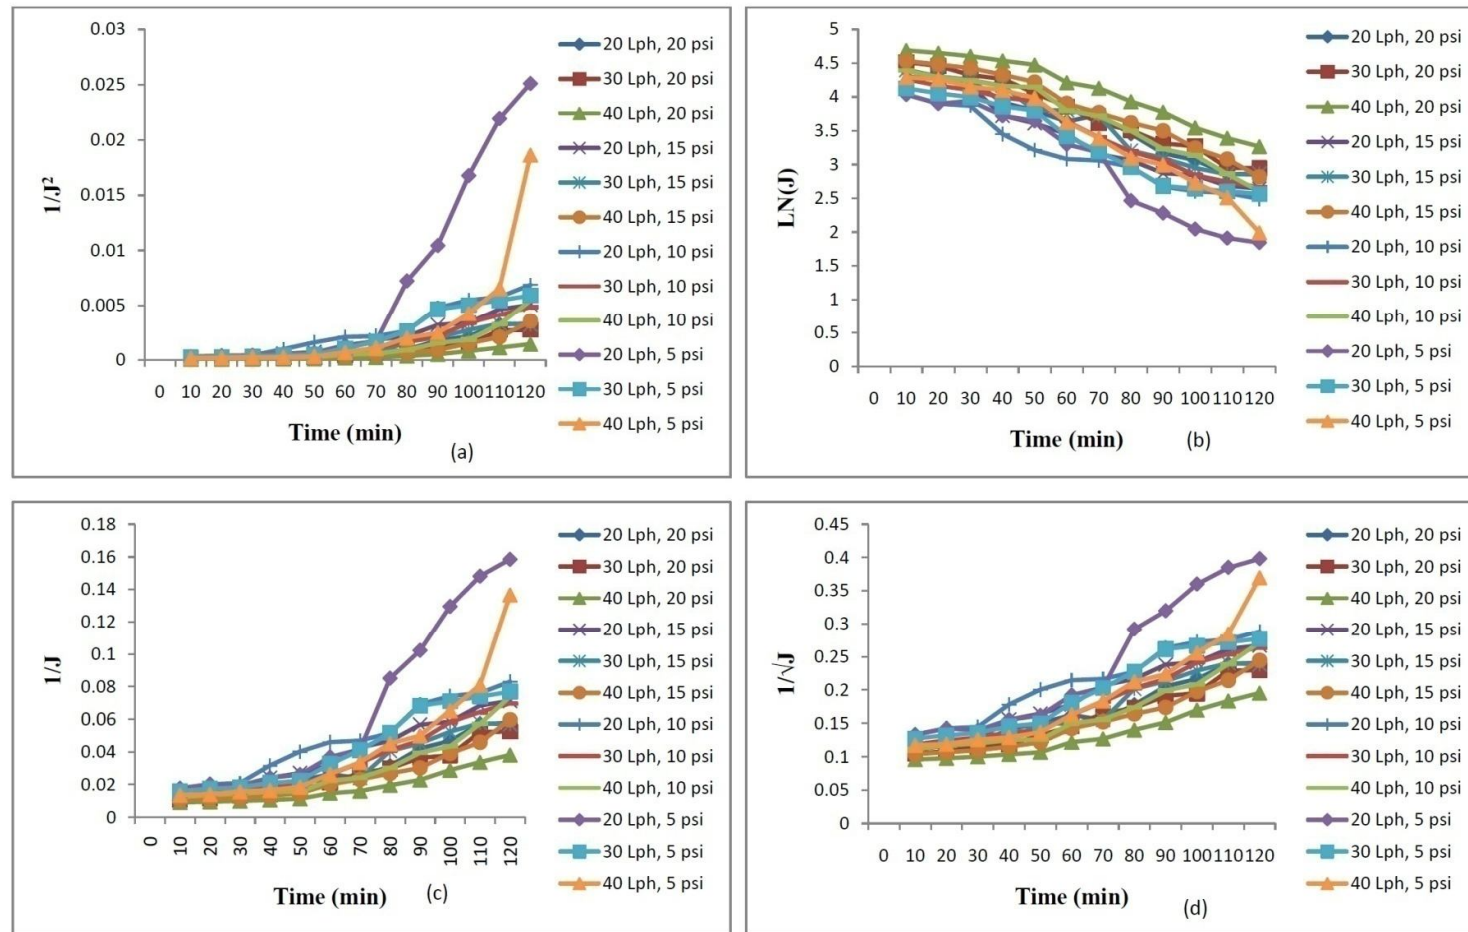 1/J²
0.03
0.025
0.02
0.015
0.01
0.005
0
0 10 20 30 40 50 60 70 80 90 100 110 120
Time (min)
(a)
20 Lph, 20 psi
30 Lph, 20 psi
40 Lph, 20 psi
20 Lph, 15 psi
30 Lph, 15 psi
40 Lph, 15 psi
20 Lph, 10 psi
30 Lph, 10 psi
40 Lph, 10 psi
20 Lph, 5 psi
30 Lph, 5 psi
40 Lph, 5 psi
LN(J)
5
4.5
4
3.5
3
2.5
2
1.5
1
0.5
0
0 10 20 30 40 50 60 70 80 90 100 110 120
Time (min)
(b)
20 Lph, 20 psi
30 Lph, 20 psi
40 Lph, 20 psi
20 Lph, 15 psi
30 Lph, 15 psi
40 Lph, 15 psi
20 Lph, 10 psi
30 Lph, 10 psi
40 Lph, 10 psi
20 Lph, 5 psi
30 Lph, 5 psi
40 Lph, 5 psi
1/J
0.18
0.16
0.14
0.12
0.1
0.08
0.06
0.04
0.02
0
0 10 20 30 40 50 60 70 80 90 100 110 120
Time (min)
(c)
20 Lph, 20 psi
30 Lph, 20 psi
40 Lph, 20 psi
20 Lph, 15 psi
30 Lph, 15 psi
40 Lph, 15 psi
20 Lph, 10 psi
30 Lph, 10 psi
40 Lph, 10 psi
20 Lph, 5 psi
30 Lph, 5 psi
40 Lph, 5 psi
1/√J
0.45
0.4
0.35
0.3
0.25
0.2
0.15
0.1
0.05
0
0 10 20 30 40 50 60 70 80 90 100 110 120
Time (min)
(d)
20 Lph, 20 psi
30 Lph, 20 psi
40 Lph, 20 psi
20 Lph, 15 psi
30 Lph, 15 psi
40 Lph, 15 psi
20 Lph, 10 psi
30 Lph, 10 psi
40 Lph, 10 psi
20 Lph, 5 psi
30 Lph, 5 psi
40 Lph, 5 psi